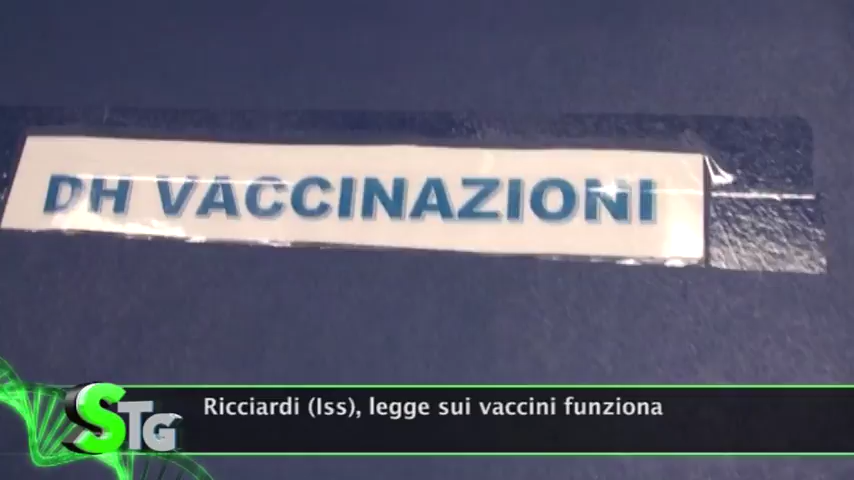 DH VACCINAZIONI
Ricciardi (Iss), legge sui vaccini funziona
STG